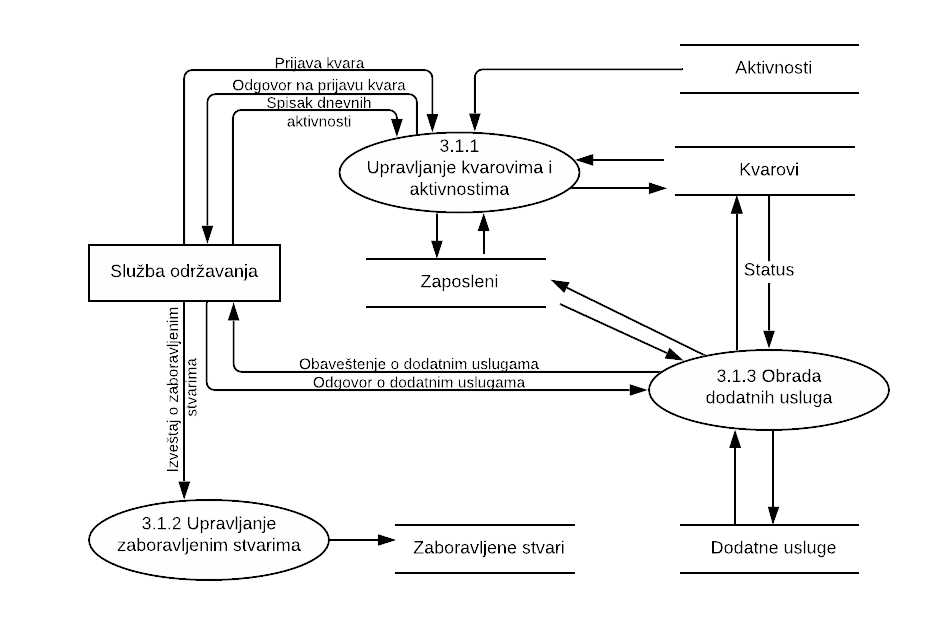 Prijava kvara
Odgovor na prijavu kvara
Spisak dnevnih
aktivnosti
Aktivnosti
3.1.1
Upravljanje kvarovima i
aktivnostima
Kvarovi
Služba održavanja
Zaposleni
Status
Izveštaj o zaboravljenim
stvarima
Obaveštenje o dodatnim uslugama
Odgovor o dodatnim uslugama
3.1.3 Obrada
dodatnih usluga
3.1.2 Upravljanje
zaboravljenim stvarima
Zaboravljene stvari
Dodatne usluge